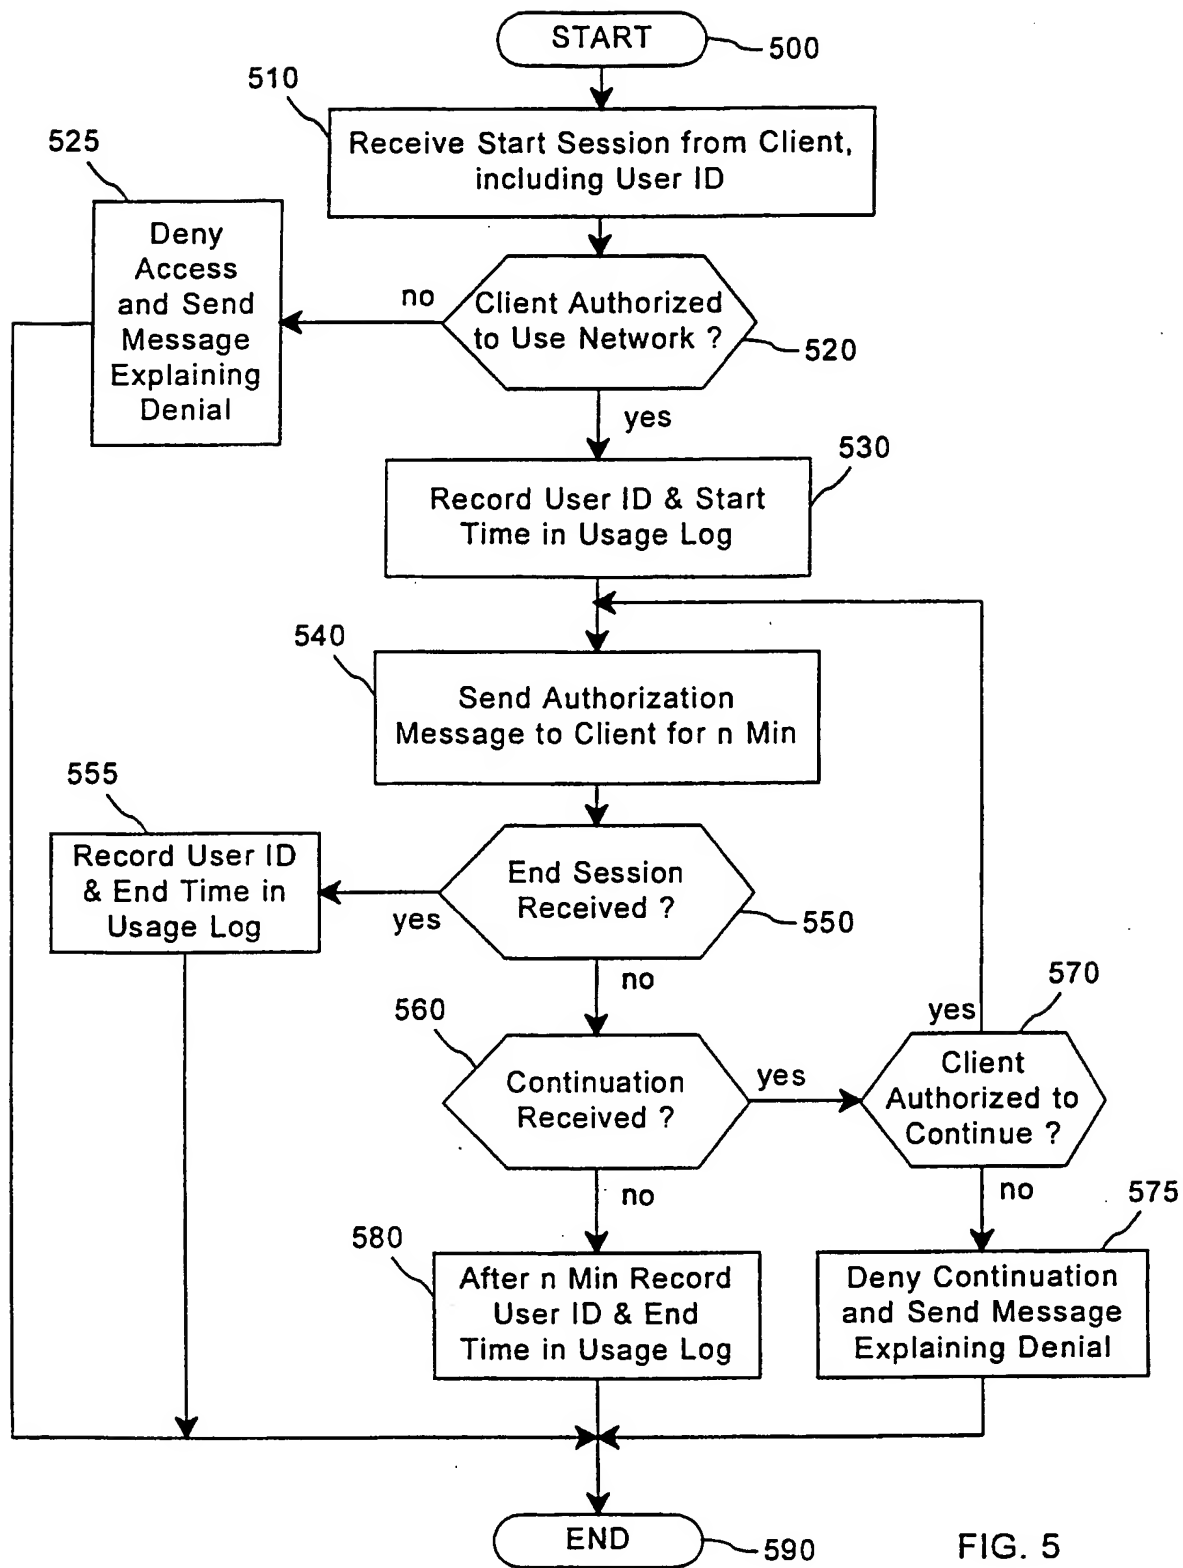 START
500
510
Receive Start Session from Client,
including User ID
525
Deny
Access
and Send
Message
Explaining
Denial
no
Client Authorized
to Use Network ?
520
yes
530
Record User ID & Start
Time in Usage Log
540
Send Authorization
Message to Client for n Min
555
Record User ID
& End Time in
Usage Log
yes
End Session
Received ?
550
no
560
Continuation
Received ?
yes
570
yes
Client
Authorized to
Continue ?
no
no
575
580
After n Min Record
User ID & End
Time in Usage Log
Deny Continuation
and Send Message
Explaining Denial
END
590
FIG. 5